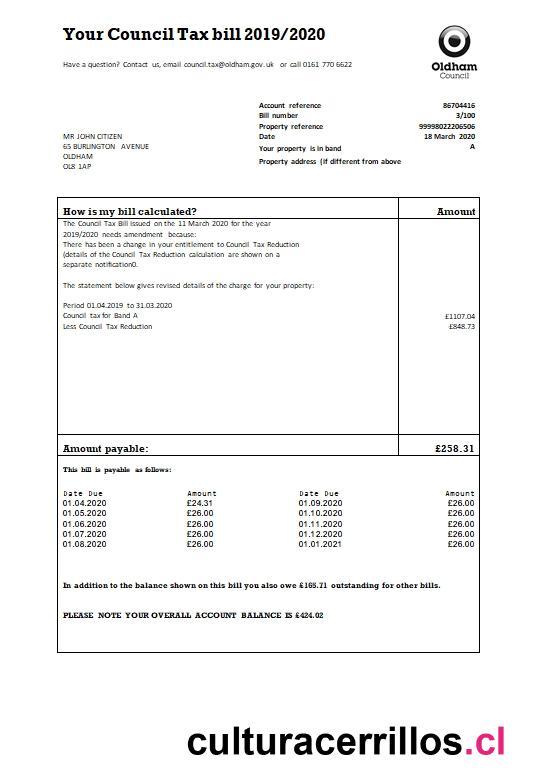 Your Council Tax bill 2019/2020
Have a question? Contact us, email council.tax@oldham.gov.uk or call 0161 770 6622
Oldham
Council
Account reference 86704416
Bill number 3/100
Property reference 99998022206506
Date 18 March 2020
Your property is in band A
Property address (if different from above
MR JOHN CITIZEN
65 BURLINGTON AVENUE
OLDHAM
OL8 1AP
How is my bill calculated? Amount
The Council Tax Bill issued on the 11 March 2020 for the year
2019/2020 needs amendment because:
There has been a change in your entitlement to Council Tax Reduction
(details of the Council Tax Reduction calculation are shown on a
separate notification0.
The statement below gives revised details of the charge for your property:
Period 01.04.2019 to 31.03.2020
Council tax for Band A £1107.04
Less Council Tax Reduction £848.73
Amount payable: £258.31
This bill is payable as follows:
Date Due Amount Date Due Amount
01.04.2020 £24.31 01.09.2020 £26.00
01.05.2020 £26.00 01.10.2020 £26.00
01.06.2020 £26.00 01.11.2020 £26.00
01.07.2020 £26.00 01.12.2020 £26.00
01.08.2020 £26.00 01.01.2021 £26.00
In addition to the balance shown on this bill you also owe £165.71 outstanding for other bills.
PLEASE NOTE YOUR OVERALL ACCOUNT BALANCE IS £424.02
culturacerrillos.cl